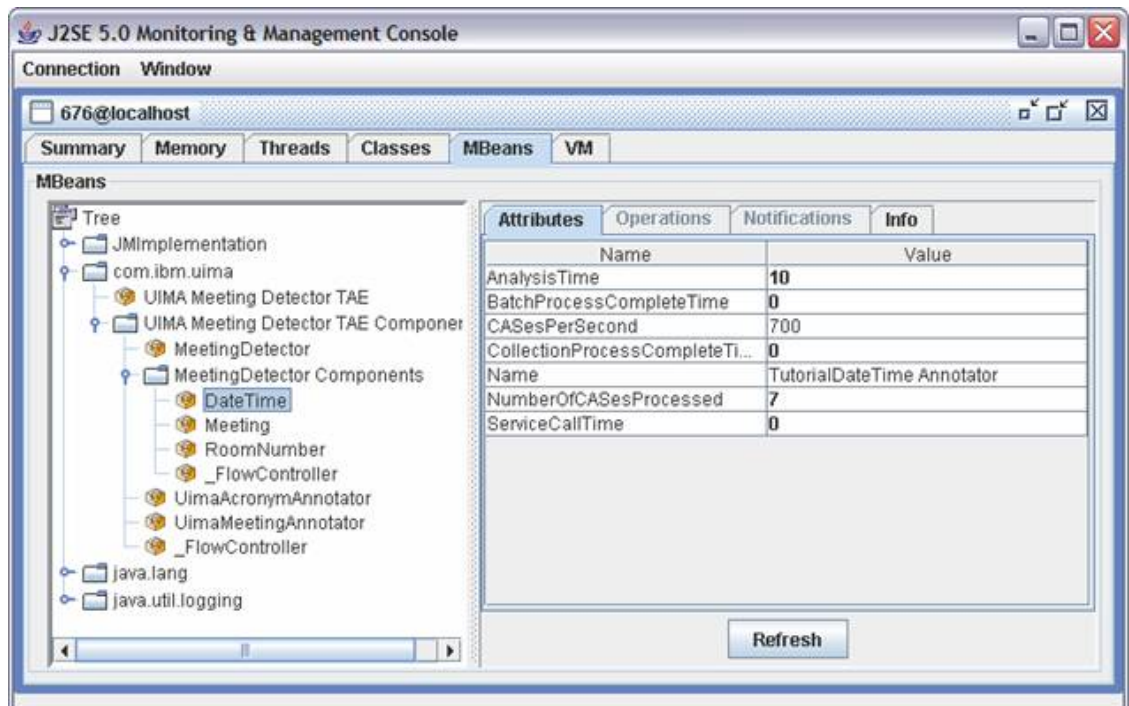 J2SE 5.0 Monitoring & Management Console
Connection Window
676@localhost
Summary Memory Threads Classes MBeans VM
MBeans
Tree
JMImplementation
com.ibm.uima
UIMA Meeting Detector TAE
UIMA Meeting Detector TAE Componer
MeetingDetector
MeetingDetector Components
DateTime
Meeting
RoomNumber
_FlowController
UimaAcronymAnnotator
UimaMeetingAnnotator
_FlowController
java.lang
java.util.logging
Attributes Operations Notifications Info
Name Value
AnalysisTime 10
BatchProcessCompleteTime 0
CASesPerSecond 700
CollectionProcessCompleteTi... 0
Name TutorialDateTime Annotator
NumberOfCASesProcessed 7
ServiceCallTime 0
Refresh